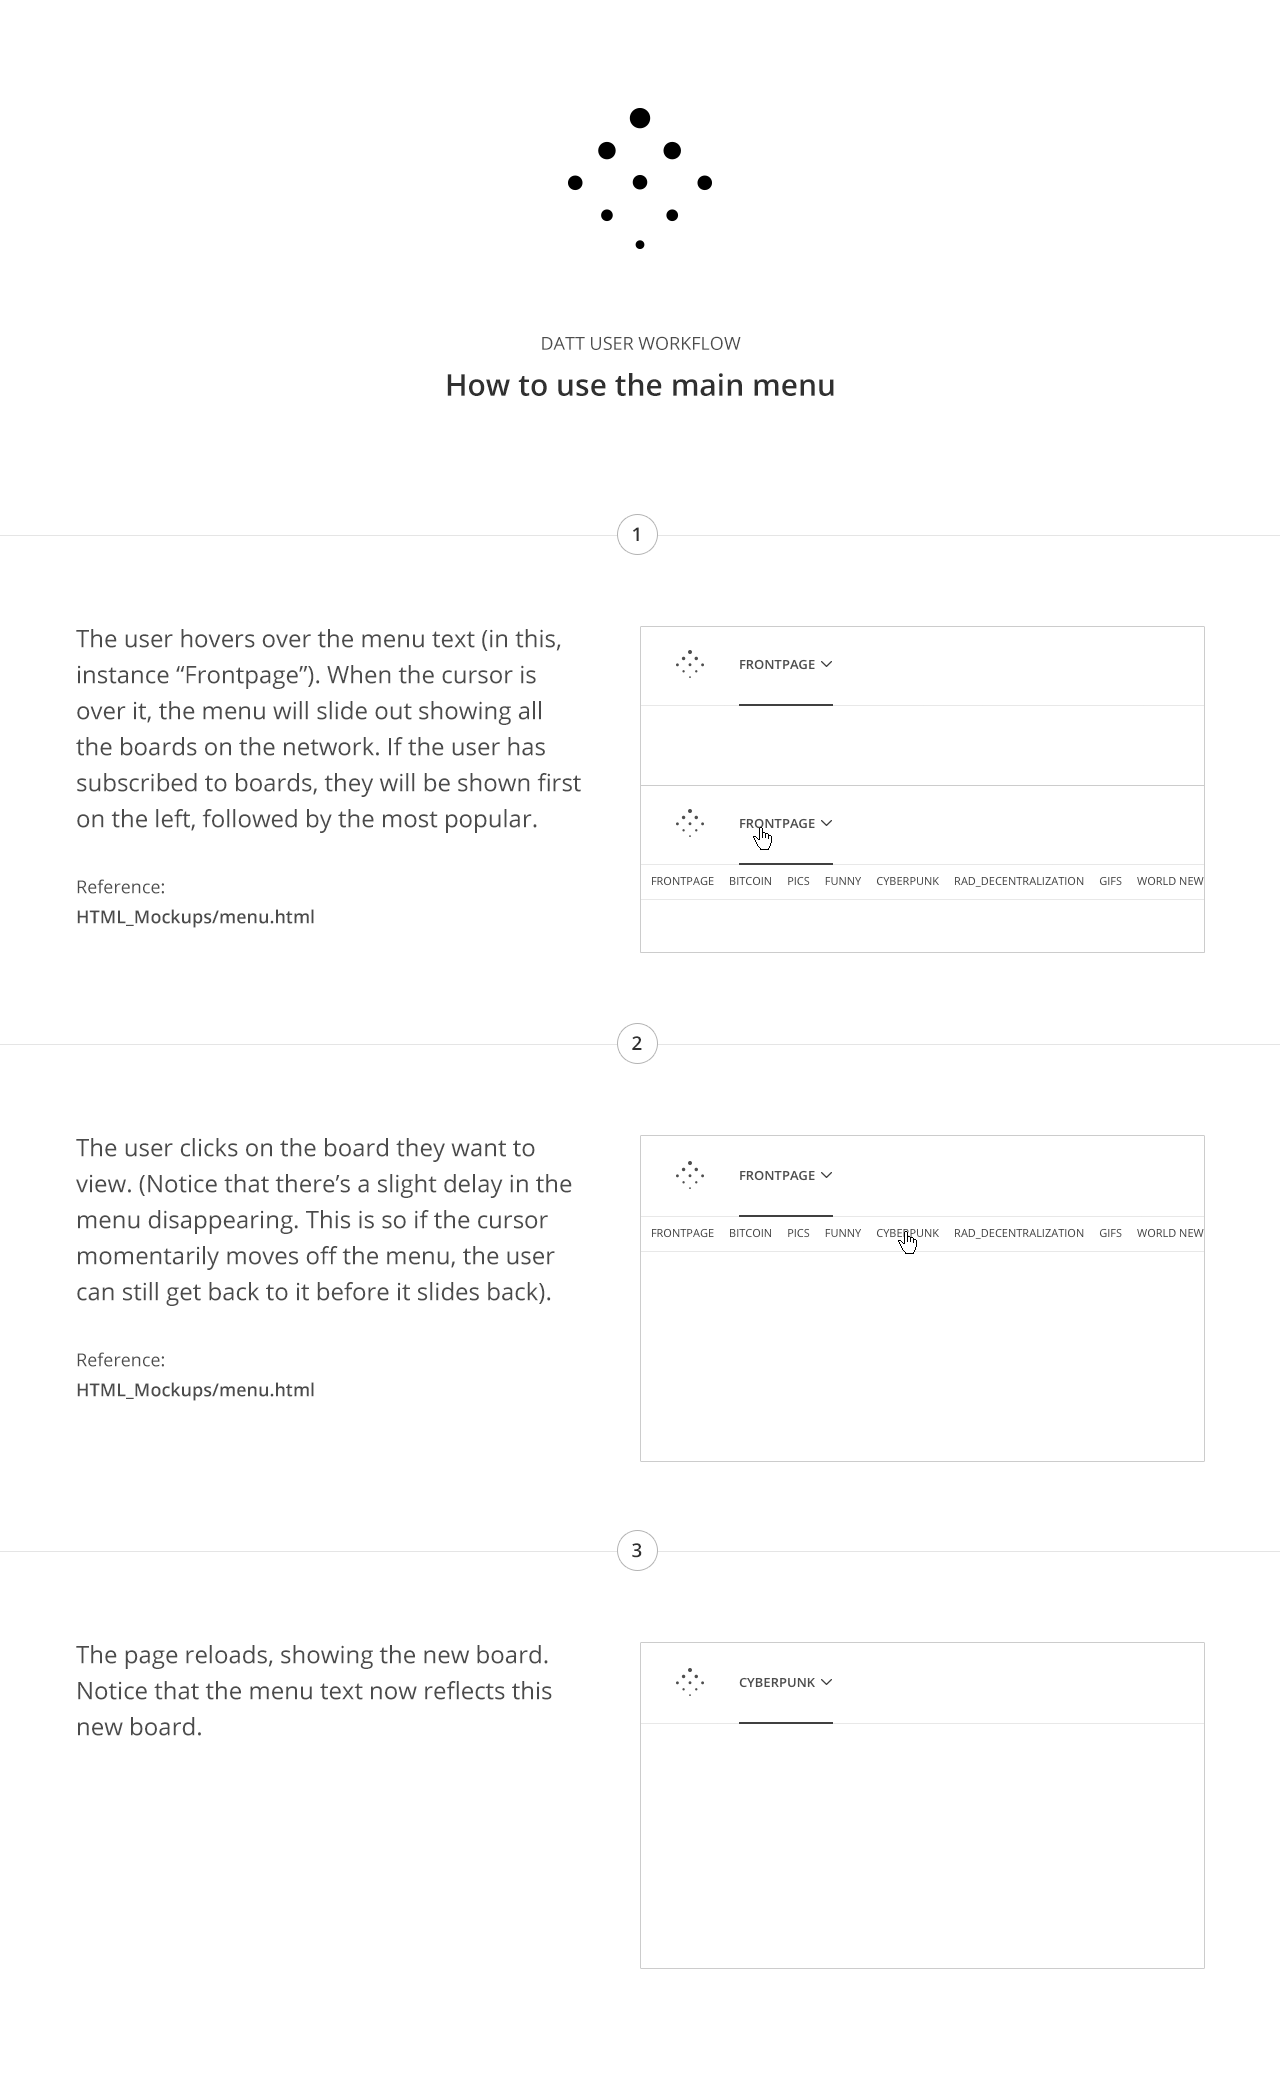 DATT USER WORKFLOW
How to use the main menu
1
The user hovers over the menu text (in this,
instance “Frontpage”). When the cursor is
over it, the menu will slide out showing all
the boards on the network. If the user has
subscribed to boards, they will be shown first
on the left, followed by the most popular.
Reference:
HTML_Mockups/menu.html
FRONTPAGE
FRONTPAGE
FRONTPAGE BITCOIN PICS FUNNY CYBERPUNK RAD_DECENTRALIZATION GIFS WORLD NEW
2
The user clicks on the board they want to
view. (Notice that there’s a slight delay in the
menu disappearing. This is so if the cursor
momentarily moves off the menu, the user
can still get back to it before it slides back).
Reference:
HTML_Mockups/menu.html
FRONTPAGE
FRONTPAGE BITCOIN PICS FUNNY CYBERPUNK RAD_DECENTRALIZATION GIFS WORLD NEW
3
The page reloads, showing the new board.
Notice that the menu text now reflects this
new board.
CYBERPUNK